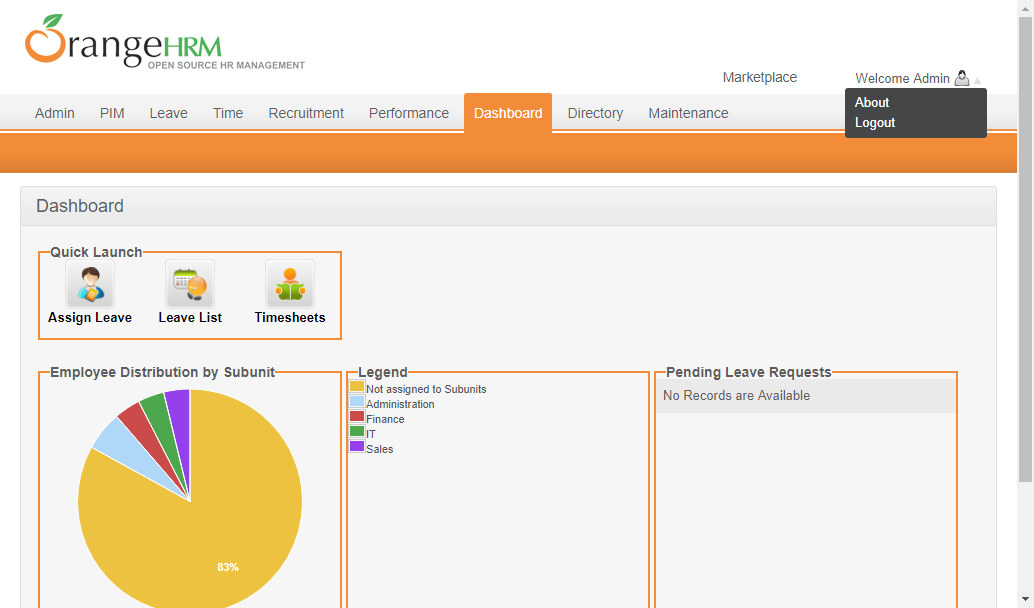 OrangeHRM
OPEN SOURCE HR MANAGEMENT
Marketplace
Welcome Admin
About
Logout
Admin PIM Leave Time Recruitment Performance Dashboard Directory Maintenance
Dashboard
Quick Launch
Assign Leave Leave List Timesheets
Employee Distribution by Subunit
83%
Legend
Not assigned to Subunits
Administration
Finance
IT
Sales
Pending Leave Requests
No Records are Available